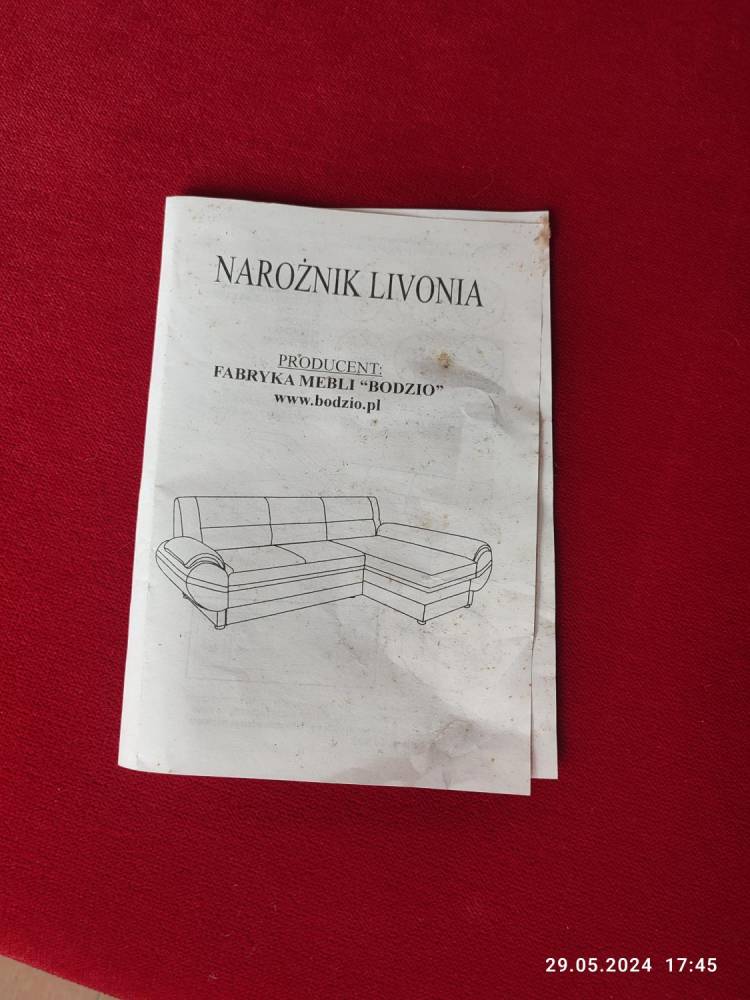 NAROŻNIK LIVONIA
PRODUCENT:
FABRYKA MEBLI “BODZIO”
www.bodzio.pl
29.05.2024 17:45